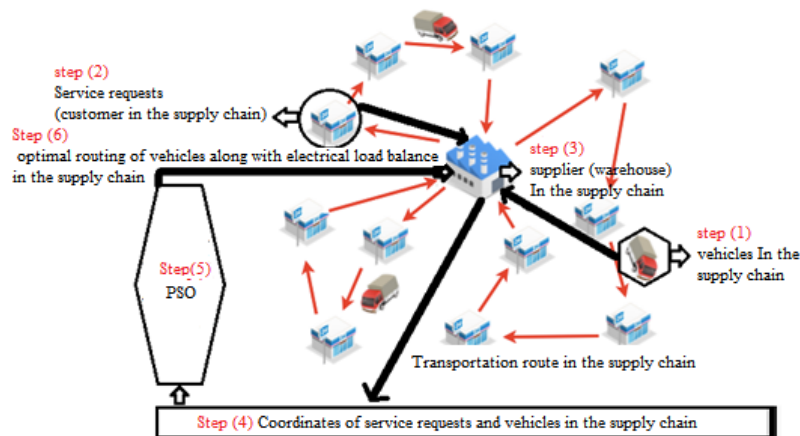 step (2)
Service requests
(customer in the supply chain)
Step (6)
optimal routing of vehicles along with electrical load balance
in the supply chain
step (3)
supplier (warehouse)
In the supply chain
step (1)
vehicles In the
supply chain
Step(5)
PSO
Transportation route in the supply chain
Step (4) Coordinates of service requests and vehicles in the supply chain